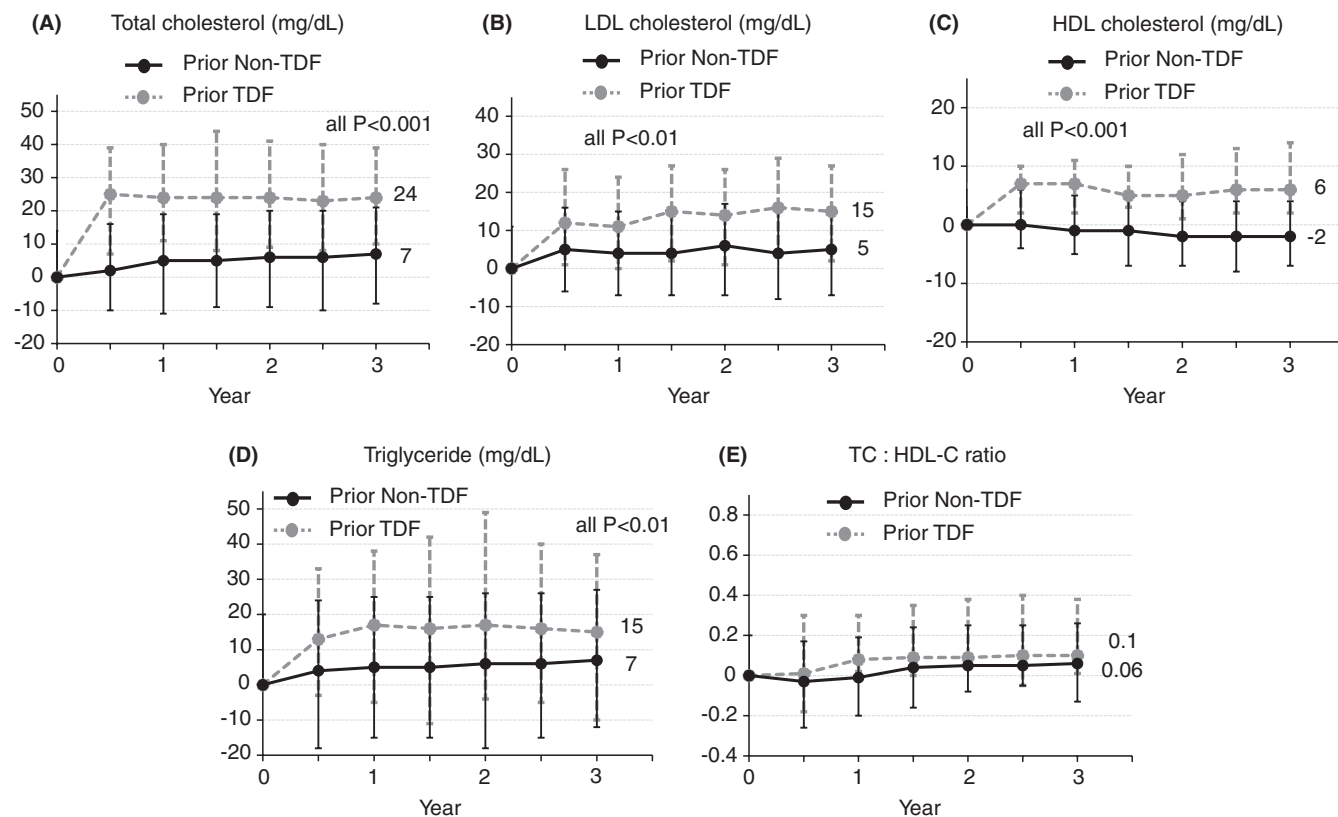 (A) Total cholesterol (mg/dL)
Prior Non-TDF
Prior TDF
all P<0.001
50
40
30
20
10
0
-10
-20
24
7
0 1 2 3
Year
(B) LDL cholesterol (mg/dL)
Prior Non-TDF
Prior TDF
all P<0.01
40
30
20
10
0
-10
-20
15
5
0 1 2 3
Year
(C) HDL cholesterol (mg/dL)
Prior Non-TDF
Prior TDF
all P<0.001
20
10
0
-10
-20
6
-2
0 1 2 3
Year
(D) Triglyceride (mg/dL)
Prior Non-TDF
Prior TDF
all P<0.01
50
40
30
20
10
0
-10
-20
15
7
0 1 2 3
Year
(E) TC : HDL-C ratio
Prior Non-TDF
Prior TDF
0.8
0.6
0.4
0.2
0
-0.2
-0.4
0.1
0.06
0 1 2 3
Year